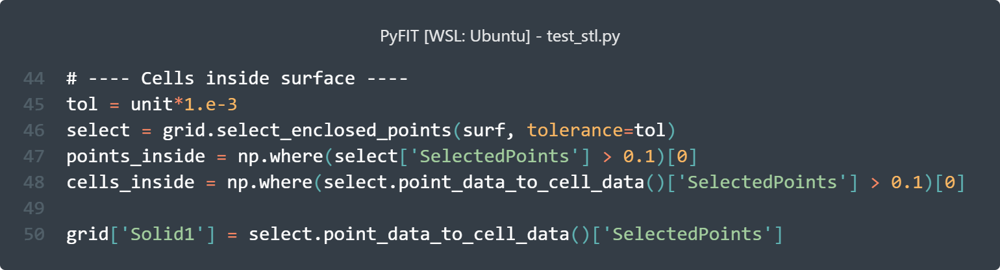 PyFIT [WSL: Ubuntu] - test_stl.py
44 # ---- Cells inside surface ----
45 tol = unit*1.e-3
46 select = grid.select_enclosed_points(surf, tolerance=tol)
47 points_inside = np.where(select['SelectedPoints'] > 0.1)[0]
48 cells_inside = np.where(select.point_data_to_cell_data()['SelectedPoints'] > 0.1)[0]
49
50 grid['Solid1'] = select.point_data_to_cell_data()['SelectedPoints']